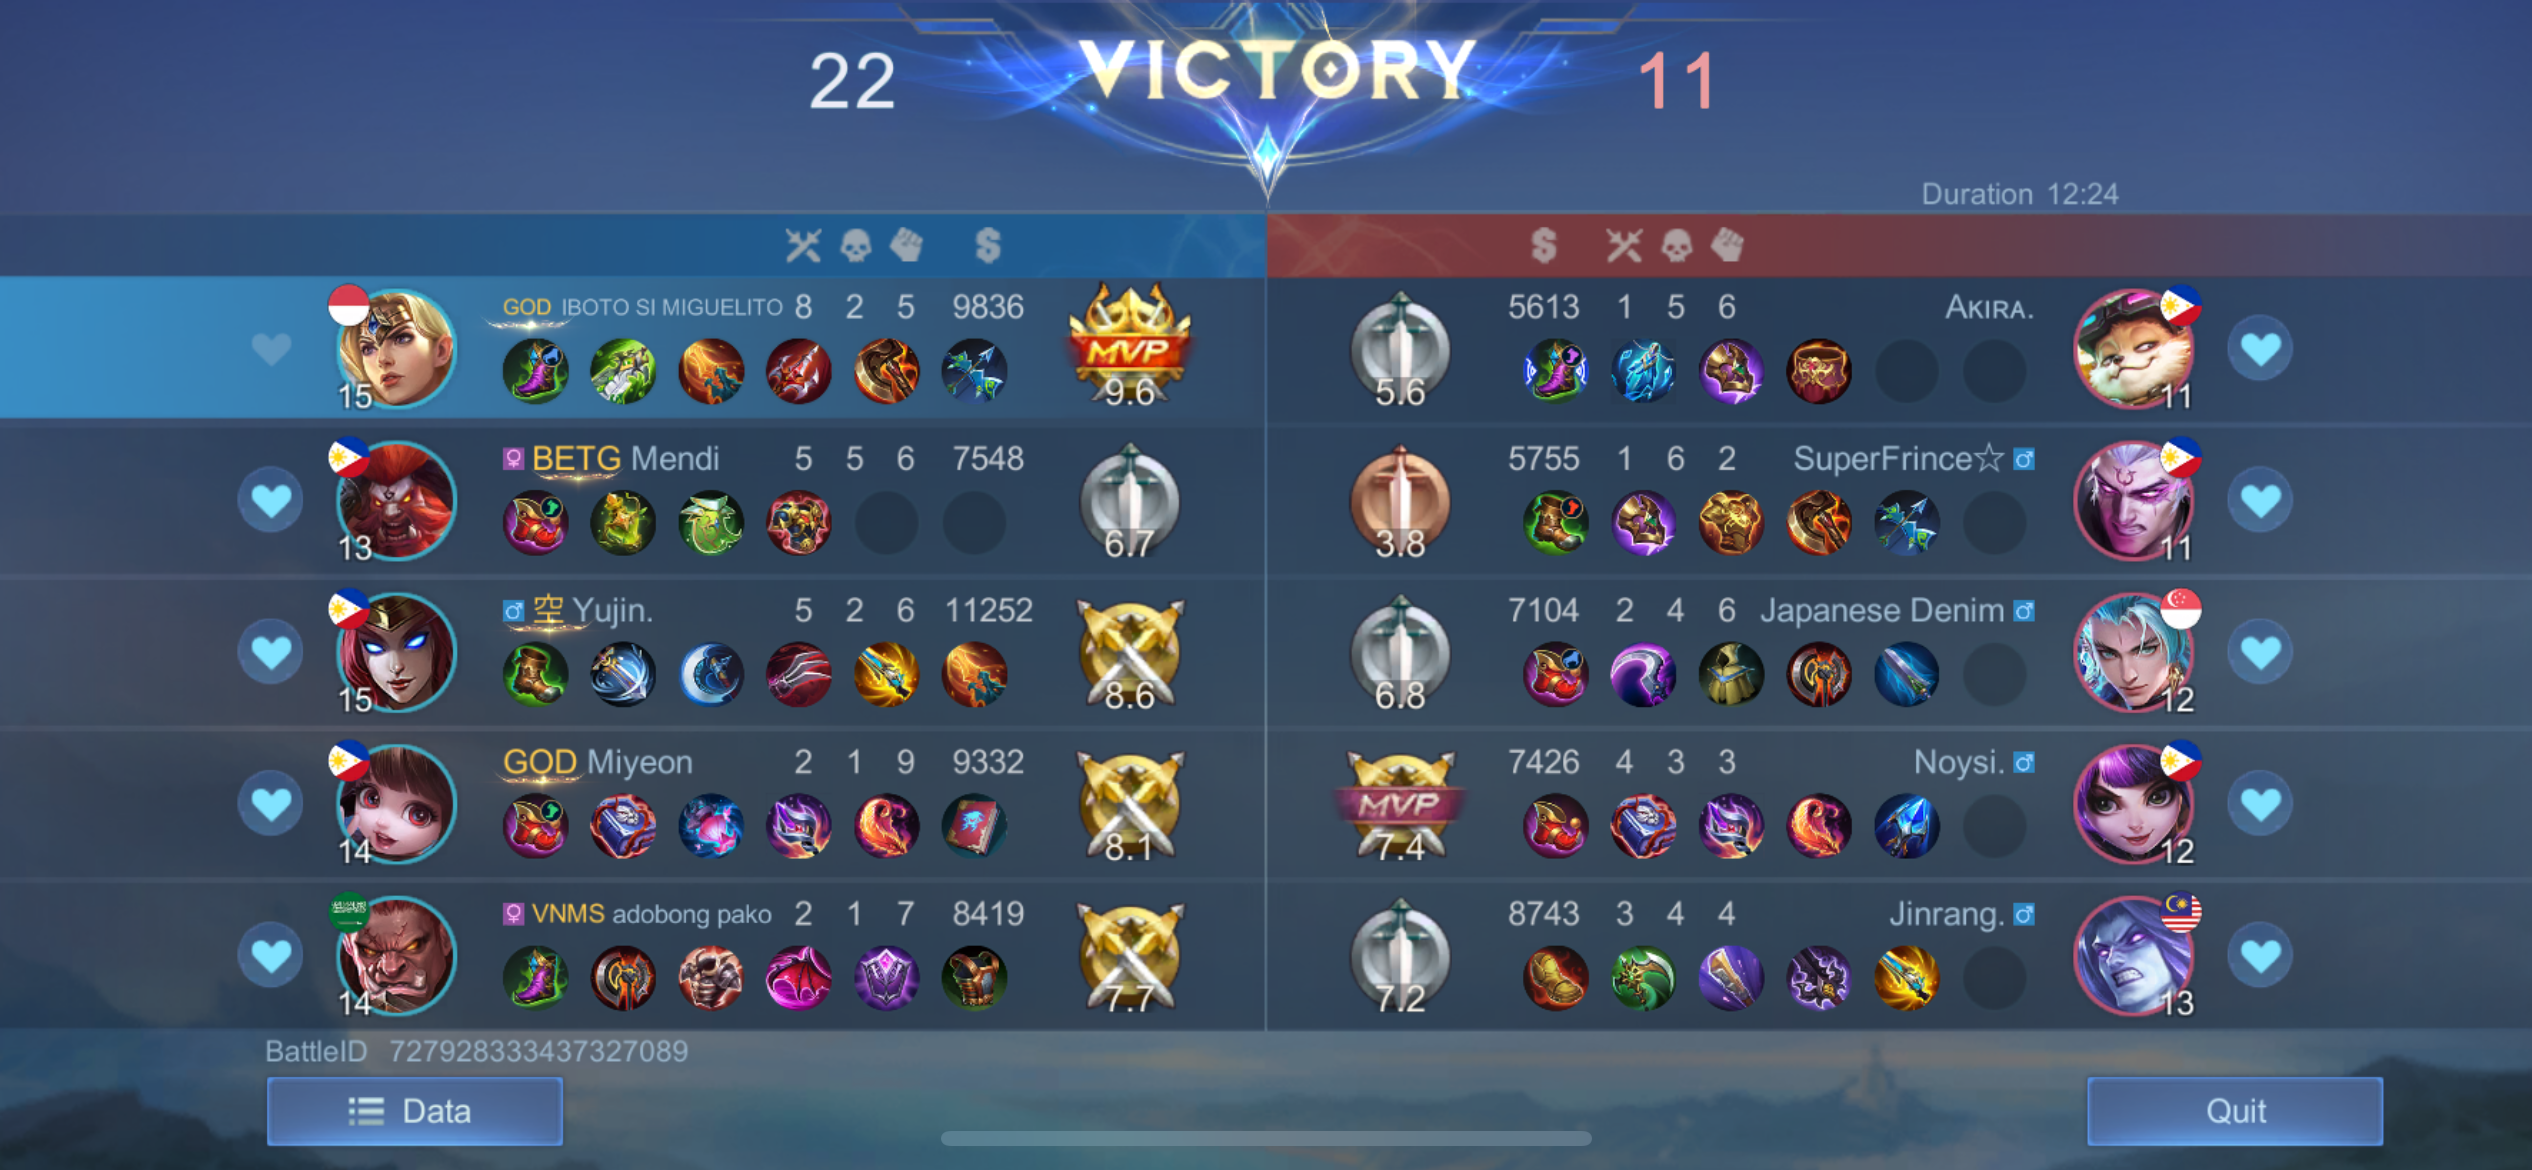 22 VICTORY 11
Duration 12:24
GOD IBOTO SI MIGUELITO 8 2 5 9836
MVP
15 9.6
5613 1 5 6 AKIRA.
5.6 11
BETG Mendi 5 5 6 7548
13 6.7
5755 1 6 2 SuperFrince☆
3.8 11
空 Yujin. 5 2 6 11252
15 8.6
7104 2 4 6 Japanese Denim
6.8 12
GOD Miyeon 2 1 9 9332
14 8.1
7426 4 3 3 Noysi.
MVP
7.4 12
VNMS adobong pako 2 1 7 8419
14 7.7
8743 3 4 4 Jinrang.
7.2 13
BattleID 727928333437327089
Data
Quit